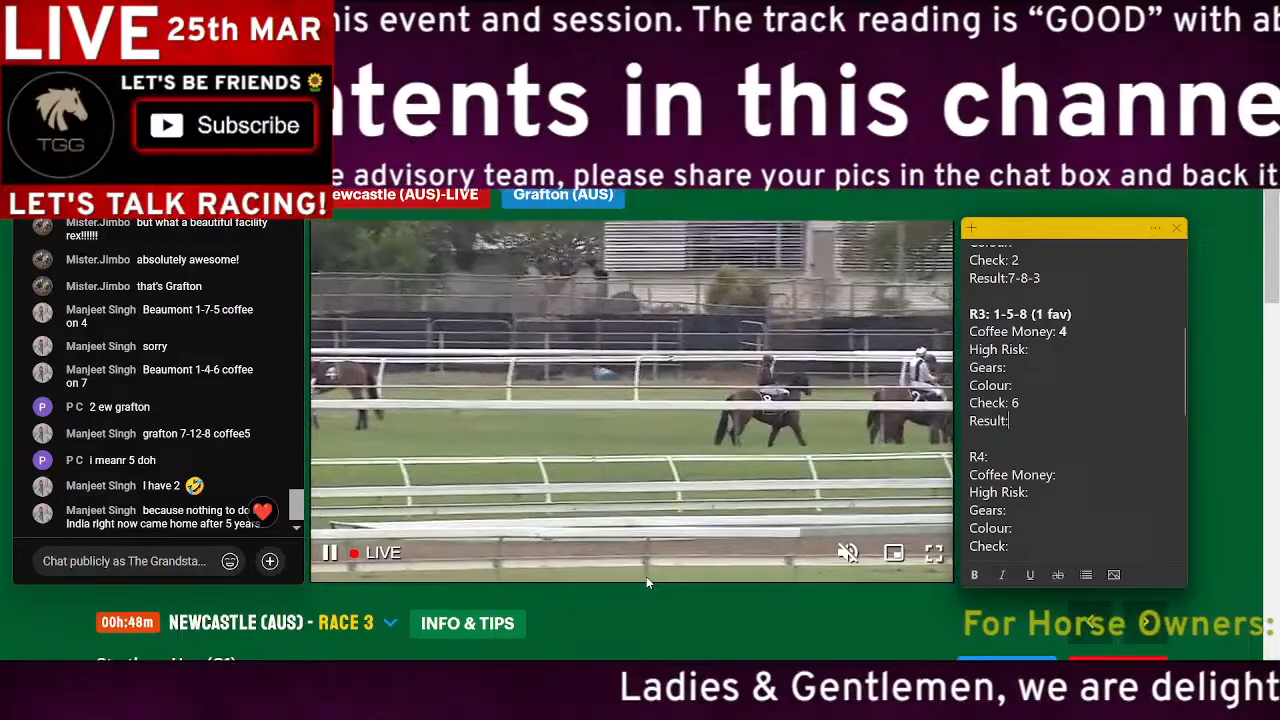 LIVE 25th MAR
his event and session. The track reading is “GOOD” with ab
LET'S BE FRIENDS 🌻
TGG
Subscribe
ntents in this channe
e advisory team, please share your pics in the chat box and back it
LET'S TALK RACING!
ewcastle (AUS)-LIVE
Grafton (AUS)
Mister.Jimbo but what a beautiful facility
rex!!!!!!
Mister.Jimbo absolutely awesome!
Mister.Jimbo that's Grafton
Manjeet Singh Beaumont 1-7-5 coffee
on 4
Manjeet Singh sorry
Manjeet Singh Beaumont 1-4-6 coffee
on 7
P P C 2 ew grafton
Manjeet Singh grafton 7-12-8 coffee5
P P C i meanr 5 doh
Manjeet Singh I have 2 🤣
Manjeet Singh because nothing to do
India right now came home after 5 years
Chat publicly as The Grandsta...
4
8
2
LIVE
Colour:
Check: 2
Result:7-8-3
R3: 1-5-8 (1 fav)
Coffee Money: 4
High Risk:
Gears:
Colour:
Check: 6
Result:
R4:
Coffee Money:
High Risk:
Gears:
Colour:
Check:
B I U ab
00h:48m NEWCASTLE (AUS) - RACE 3
INFO & TIPS
For Horse Owners:
Ladies & Gentlemen, we are delight